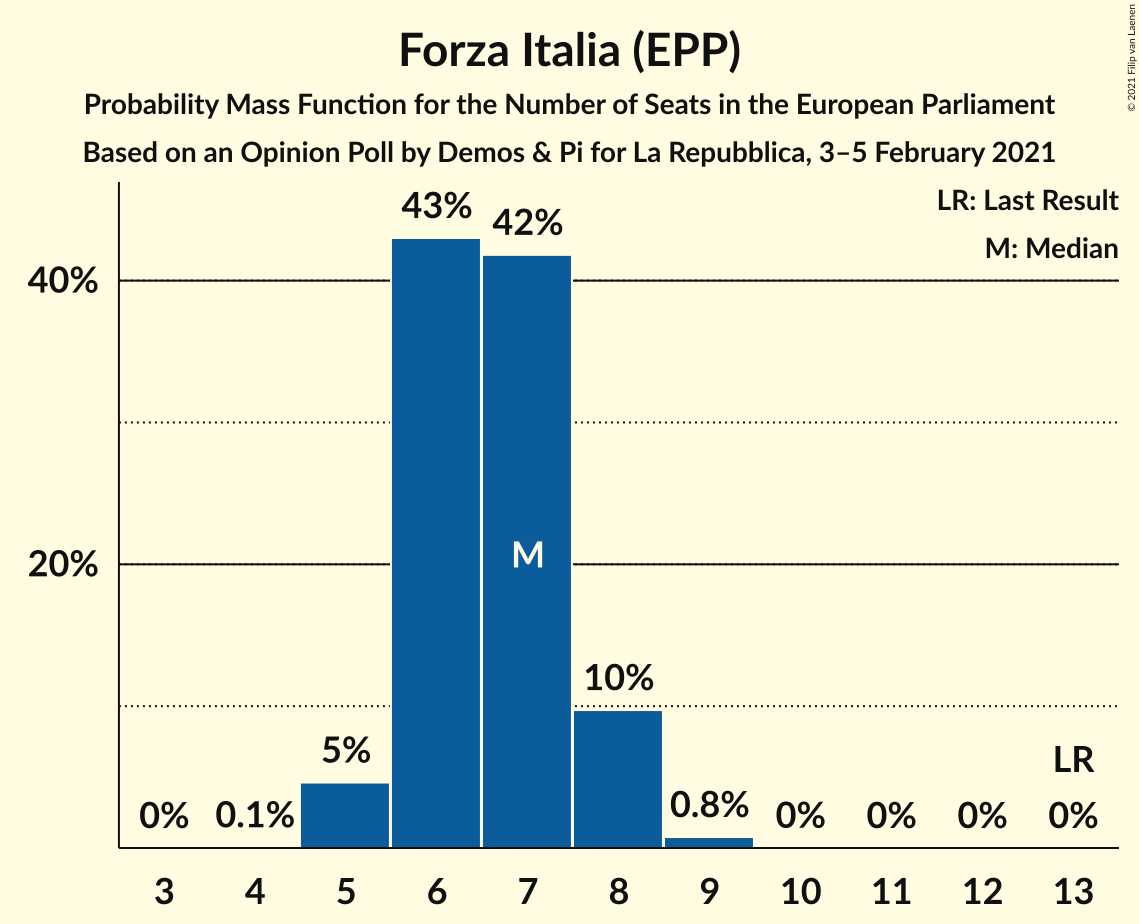 © 2021 Filip van Laenen
Forza Italia (EPP)
Probability Mass Function for the Number of Seats in the European Parliament
Based on an Opinion Poll by Demos & Pi for La Repubblica, 3–5 February 2021
LR: Last Result
M: Median
43%
42%
40%
20%
M
10%
5%
LR
0% 0.1% 0.8% 0% 0% 0% 0%
3 4 5 6 7 8 9 10 11 12 13